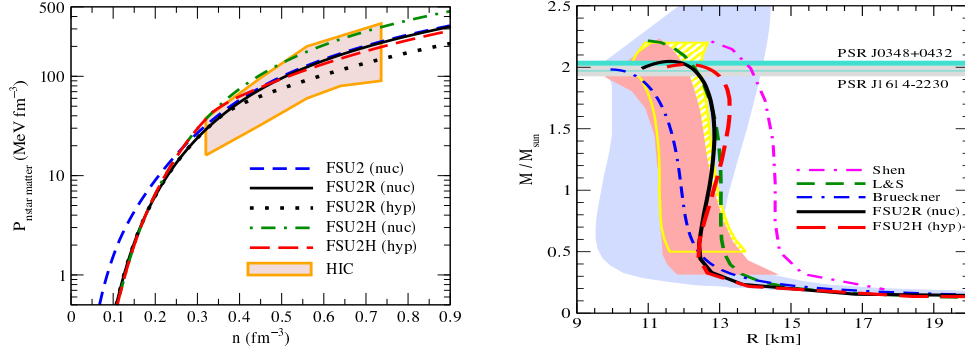 500
100
10
1
P_nstar matter (MeV fm⁻³)
FSU2 (nuc)
FSU2R (nuc)
FSU2R (hyp)
FSU2H (nuc)
FSU2H (hyp)
HIC
0 0.1 0.2 0.3 0.4 0.5 0.6 0.7 0.8 0.9
n (fm⁻³)
2.5
2
1.5
1
0.5
0
M / M_sun
PSR J0348+0432
PSR J1614-2230
Shen
L&S
Brueckner
FSU2R (nuc)
FSU2H (hyp)
9 11 13 15 17 19
R [km]